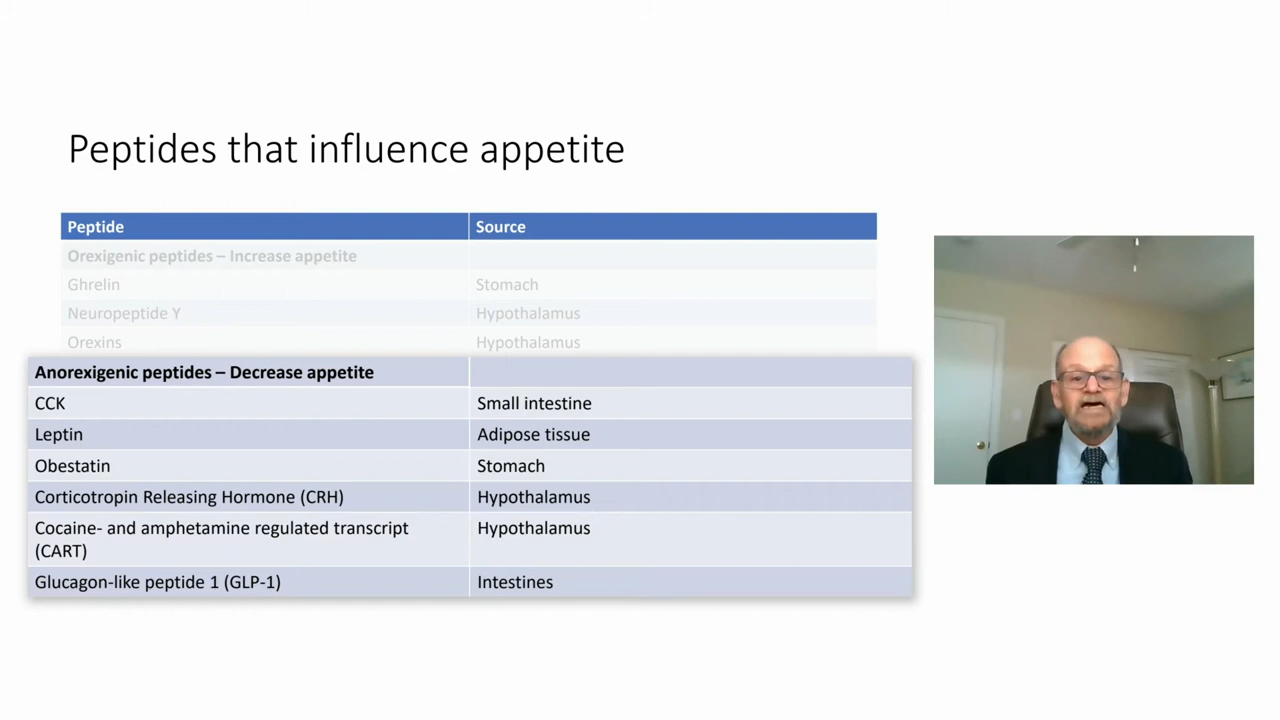 Peptides that influence appetite
Peptide Source
Orexigenic peptides – Increase appetite
Ghrelin Stomach
Neuropeptide Y Hypothalamus
Orexins Hypothalamus
Anorexigenic peptides – Decrease appetite
CCK Small intestine
Leptin Adipose tissue
Obestatin Stomach
Corticotropin Releasing Hormone (CRH) Hypothalamus
Cocaine- and amphetamine regulated transcript Hypothalamus
(CART)
Glucagon-like peptide 1 (GLP-1) Intestines